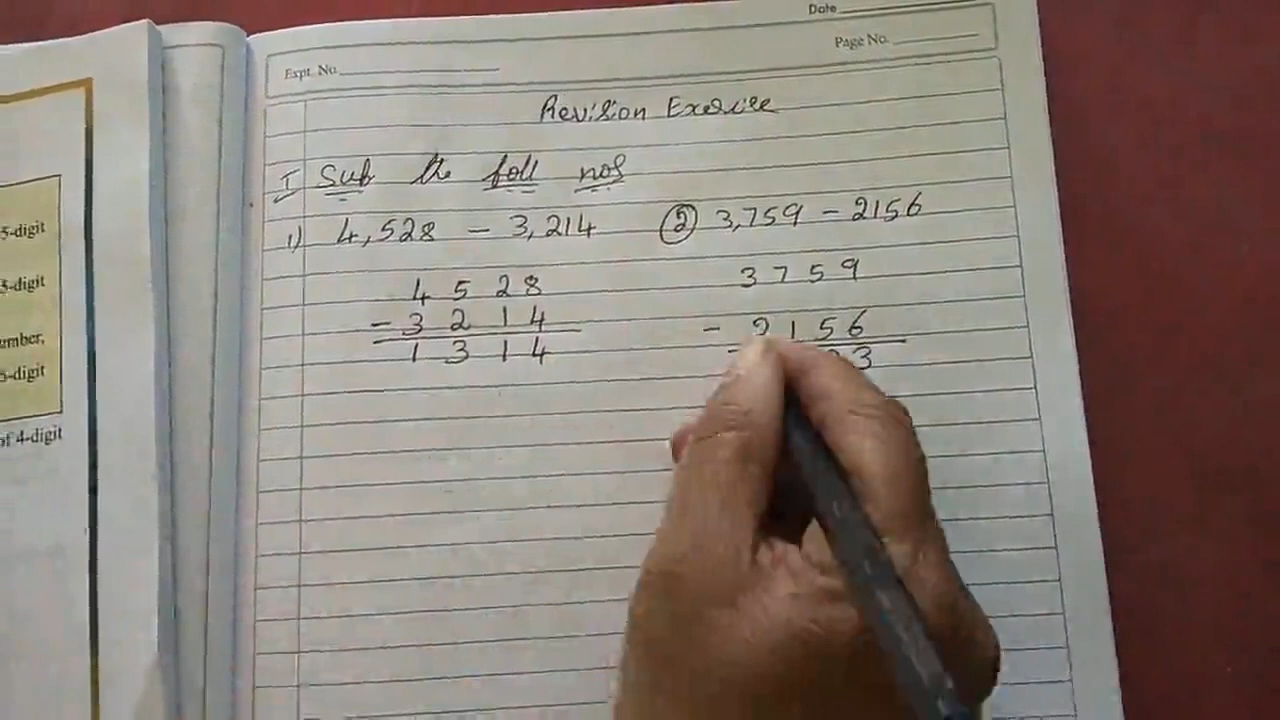 5-digit
5-digit
umber,
5-digit
of 4-digit
Date
Expt. No.
Page No.
Revision Exercise
I Sub the foll nos
1) 4,528 - 3,214 ② 3,759 - 2156
4 5 2 8
- 3 2 1 4
1 3 1 4
3 7 5 9
- 2 1 5 6
3